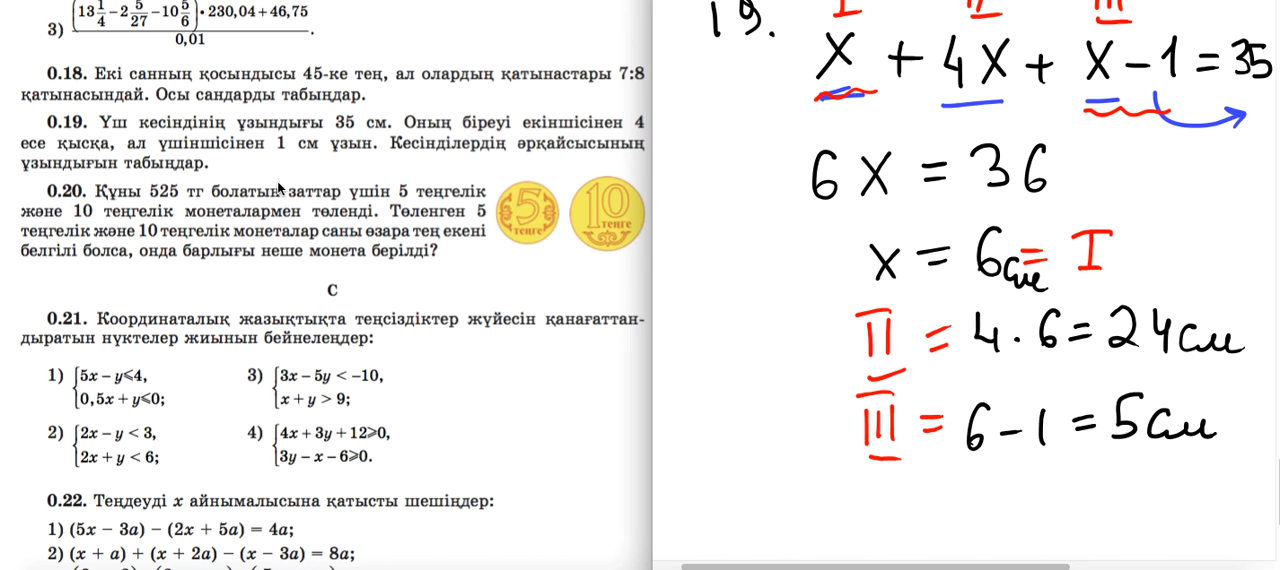 3) (13 1/4 − 2 5/27 − 10 5/6) • 230,04 + 46,75
0,01 .
0.18. Екі санның қосындысы 45-ке тең, ал олардың қатынастары 7:8
қатынасындай. Осы сандарды табыңдар.
0.19. Үш кесіндінің ұзындығы 35 см. Оның біреуі екіншісінен 4
есе қысқа, ал үшіншісінен 1 см ұзын. Кесінділердің әрқайсысының
ұзындығын табыңдар.
0.20. Құны 525 тг болатын заттар үшін 5 теңгелік
және 10 теңгелік монеталармен төленді. Төленген 5
теңгелік және 10 теңгелік монеталар саны өзара тең екені
белгілі болса, онда барлығы неше монета берілді?
5
теңге
10
теңге
С
0.21. Координаталық жазықтықта теңсіздіктер жүйесін қанағаттан-
дыратын нүктелер жиынын бейнелеңдер:
1) {5x − y⩽4,
0,5x + y⩽0;
3) {3x − 5y < −10,
x + y > 9;
2) {2x − y < 3,
2x + y < 6;
4) {4x + 3y + 12⩾0,
3y − x − 6⩾0.
0.22. Теңдеуді x айнымалысына қатысты шешіңдер:
1) (5x − 3a) − (2x + 5a) = 4a;
2) (x + a) + (x + 2a) − (x − 3a) = 8a;
19. I II III
x + 4x + x − 1 = 35
6x = 36
x = 6см = I
II = 4 · 6 = 24см
III = 6 − 1 = 5см